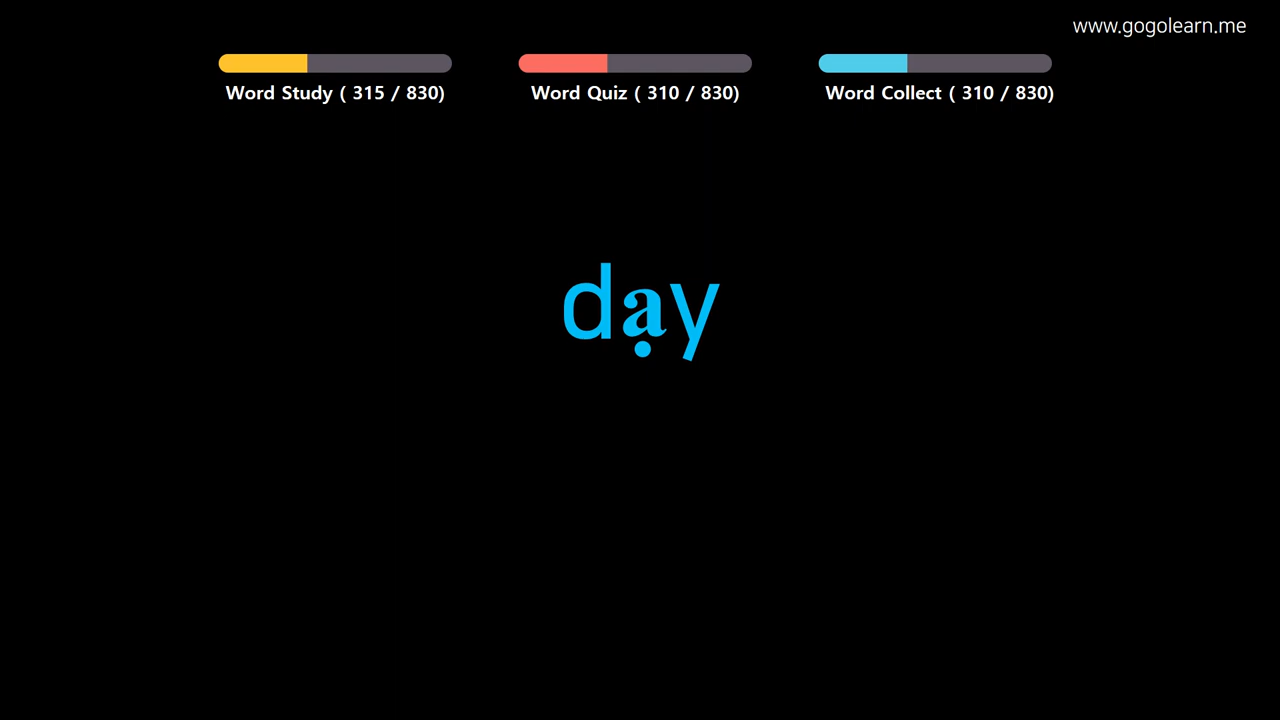 www.gogolearn.me
Word Study ( 315 / 830)
Word Quiz ( 310 / 830)
Word Collect ( 310 / 830)
dạy